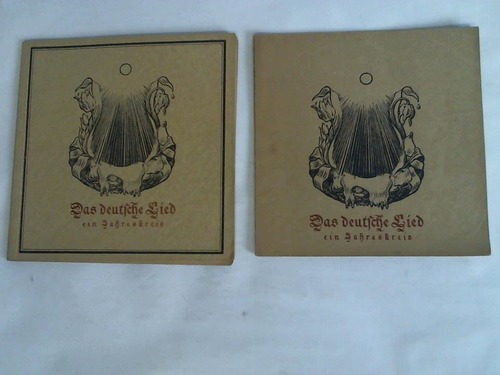 Das deutsche Lied
ein Jahreskreis
Das deutsche Lied
ein Jahreskreis